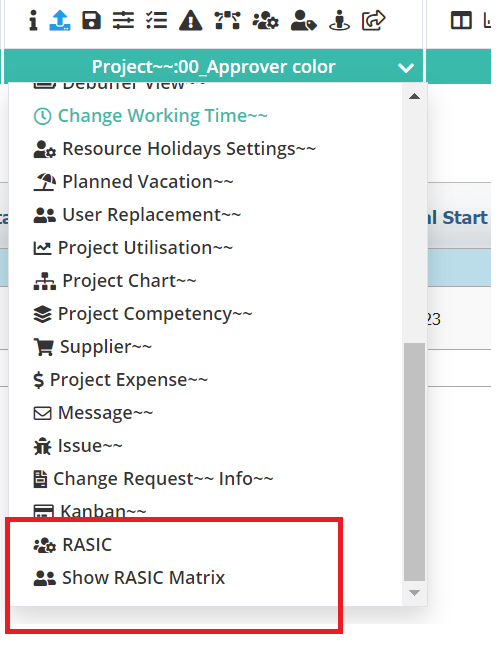 Project~~:00_Approver color
Debuffer View~~
Change Working Time~~
Resource Holidays Settings~~
Planned Vacation~~
User Replacement~~
Project Utilisation~~
Project Chart~~
Project Competency~~
Supplier~~
Project Expense~~
Message~~
Issue~~
Change Request~~ Info~~
Kanban~~
RASIC
Show RASIC Matrix
Start
23